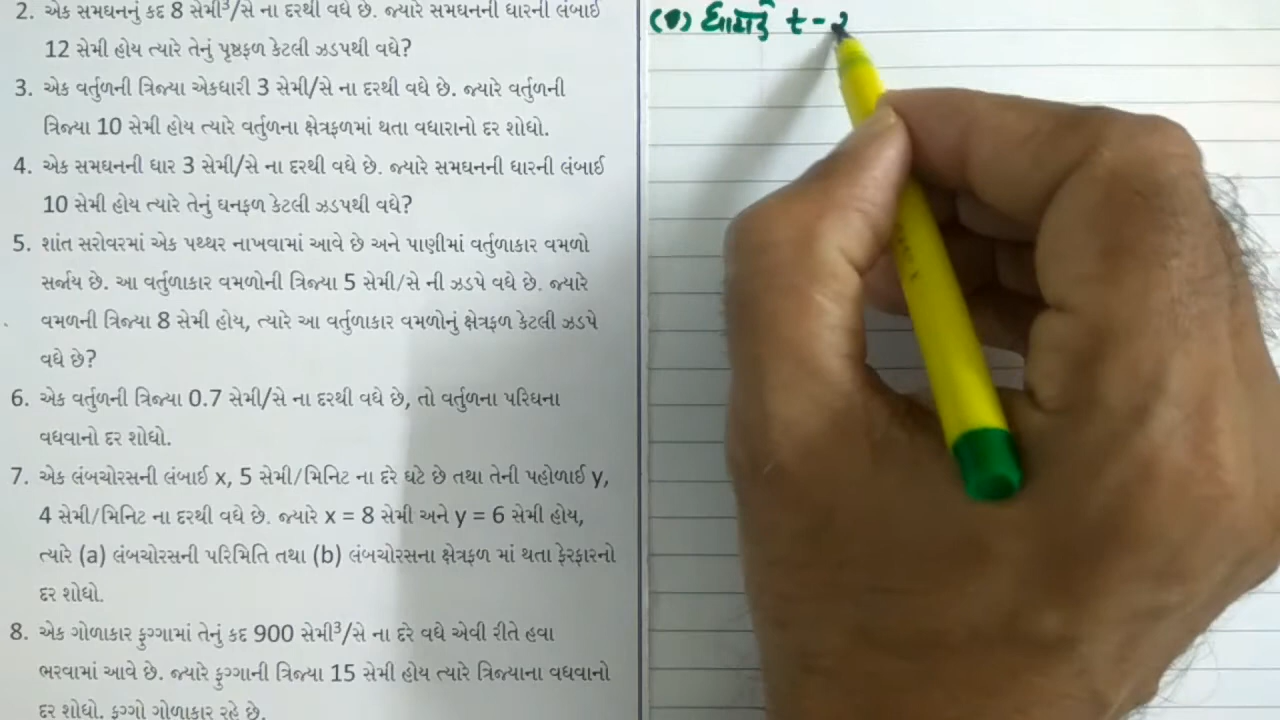 2. એક સમઘનનું કદ 8 સેમી³/સે ના દરથી વધે છે. જ્યારે સમઘનની ધારની લંબાઈ
12 સેમી હોય ત્યારે તેનું પૃષ્ઠફળ કેટલી ઝડપથી વધે?
3. એક વર્તુળની ત્રિજ્યા એકધારી 3 સેમી/સે ના દરથી વધે છે. જ્યારે વર્તુળની
ત્રિજ્યા 10 સેમી હોય ત્યારે વર્તુળના ક્ષેત્રફળમાં થતા વધારાનો દર શોધો.
4. એક સમઘનની ધાર 3 સેમી/સે ના દરથી વધે છે. જ્યારે સમઘનની ધારની લંબાઈ
10 સેમી હોય ત્યારે તેનું ઘનફળ કેટલી ઝડપથી વધે?
5. શાંત સરોવરમાં એક પથ્થર નાખવામાં આવે છે અને પાણીમાં વર્તુળાકાર વમળો
સર્જાય છે. આ વર્તુળાકાર વમળોની ત્રિજ્યા 5 સેમી/સે ની ઝડપે વધે છે. જ્યારે
વમળની ત્રિજ્યા 8 સેમી હોય, ત્યારે આ વર્તુળાકાર વમળોનું ક્ષેત્રફળ કેટલી ઝડપે
વધે છે?
6. એક વર્તુળની ત્રિજ્યા 0.7 સેમી/સે ના દરથી વધે છે, તો વર્તુળના પરિઘના
વધવાનો દર શોધો.
7. એક લંબચોરસની લંબાઈ x, 5 સેમી/મિનિટ ના દરે ઘટે છે તથા તેની પહોળાઈ y,
4 સેમી/મિનિટ ના દરથી વધે છે. જ્યારે x = 8 સેમી અને y = 6 સેમી હોય,
ત્યારે (a) લંબચોરસની પરિમિતિ તથા (b) લંબચોરસના ક્ષેત્રફળ માં થતા ફેરફારનો
દર શોધો.
8. એક ગોળાકાર ફુગ્ગામાં તેનું કદ 900 સેમી³/સે ના દરે વધે એવી રીતે હવા
ભરવામાં આવે છે. જ્યારે ફુગ્ગાની ત્રિજ્યા 15 સેમી હોય ત્યારે ત્રિજ્યાના વધવાનો
દર શોધો. ફુગ્ગો ગોળાકાર રહે છે.
ધારોકે t -